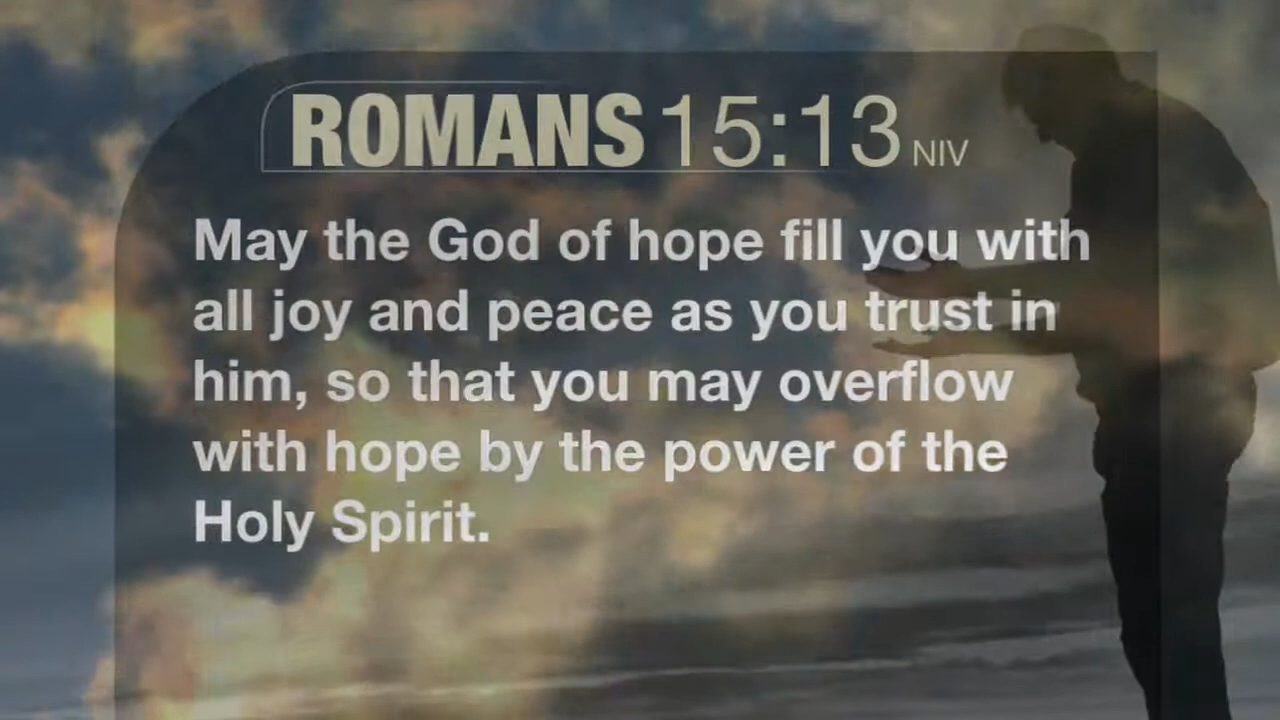 ROMANS 15:13 NIV
May the God of hope fill you with
all joy and peace as you trust in
him, so that you may overflow
with hope by the power of the
Holy Spirit.